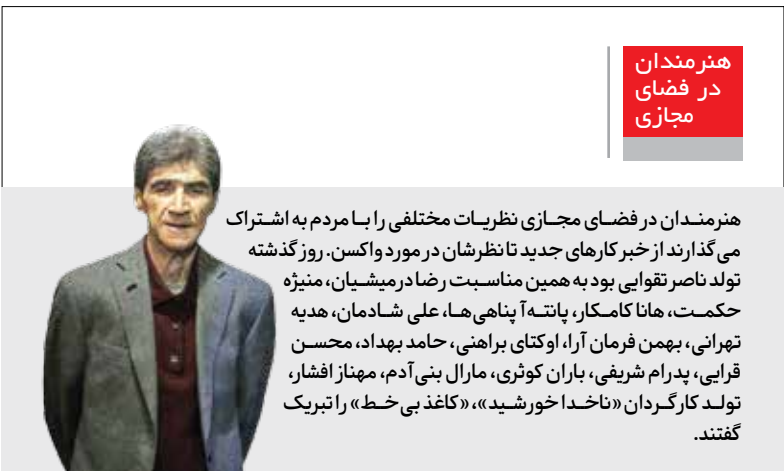 هنرمندان
در فضای
مجازی
هنرمندان در فضای مجازی نظریات مختلفی را با مردم به اشتراک
می‌گذارند از خبر کارهای جدید تا نظرشان در مورد واکسن. روز گذشته
تولد ناصر تقوایی بود به همین مناسبت رضا درمیشیان، منیژه
حکمت، هانا کامکار، پانته‌آ پناهی‌ها، علی شادمان، هدیه
تهرانی، بهمن فرمان آرا، اوکتای براهنی، حامد بهداد، محسن
قرایی، پدرام شریفی، باران کوثری، مارال بنی‌آدم، مهناز افشار،
تولد کارگردان «ناخدا خورشید»، «کاغذ بی‌خط» را تبریک
گفتند.